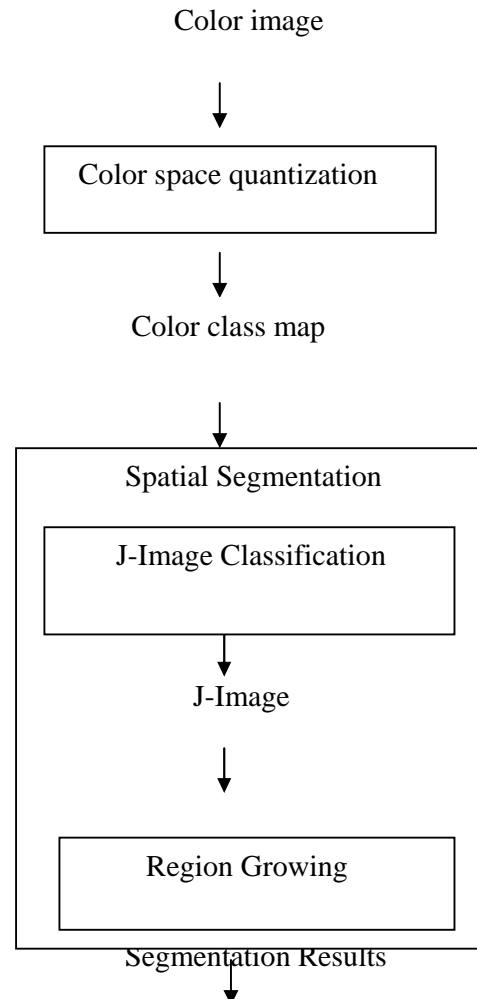 Color image
Color space quantization
Color class map
Spatial Segmentation
J-Image Classification
J-Image
Region Growing
Segmentation Results